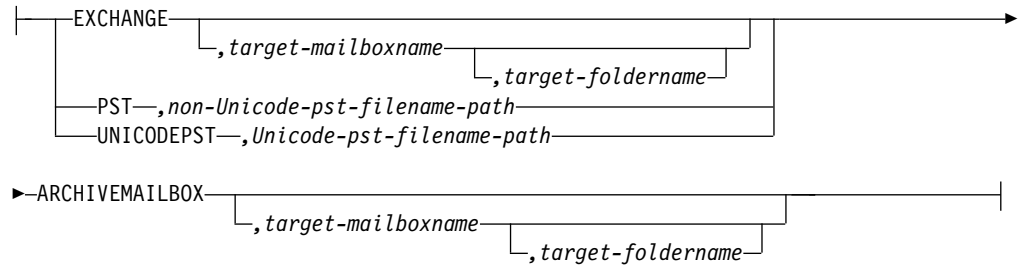 EXCHANGE
,target-mailboxname
,target-foldername
PST ,non-Unicode-pst-filename-path
UNICODEPST ,Unicode-pst-filename-path
ARCHIVEMAILBOX
,target-mailboxname
,target-foldername